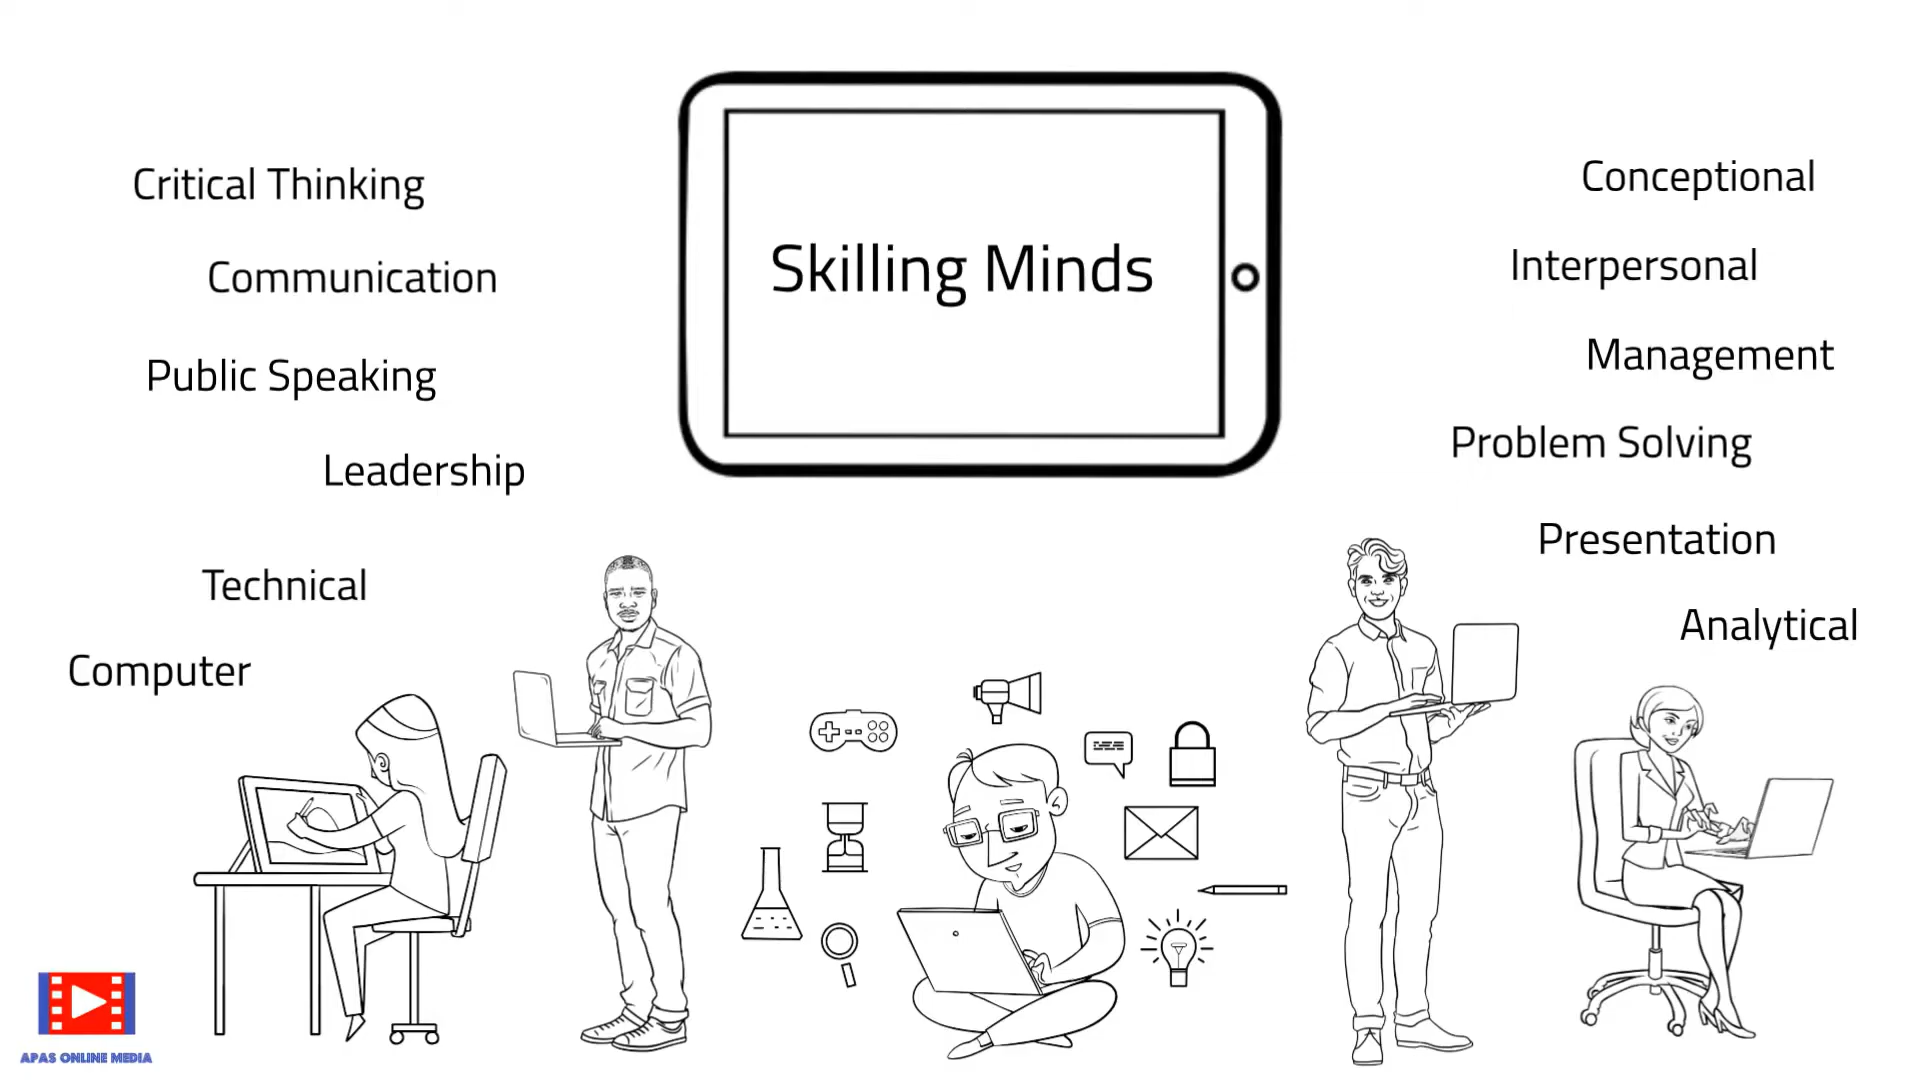 Skilling Minds
Critical Thinking
Communication
Public Speaking
Leadership
Technical
Computer
Conceptional
Interpersonal
Management
Problem Solving
Presentation
Analytical
APAS ONLINE MEDIA